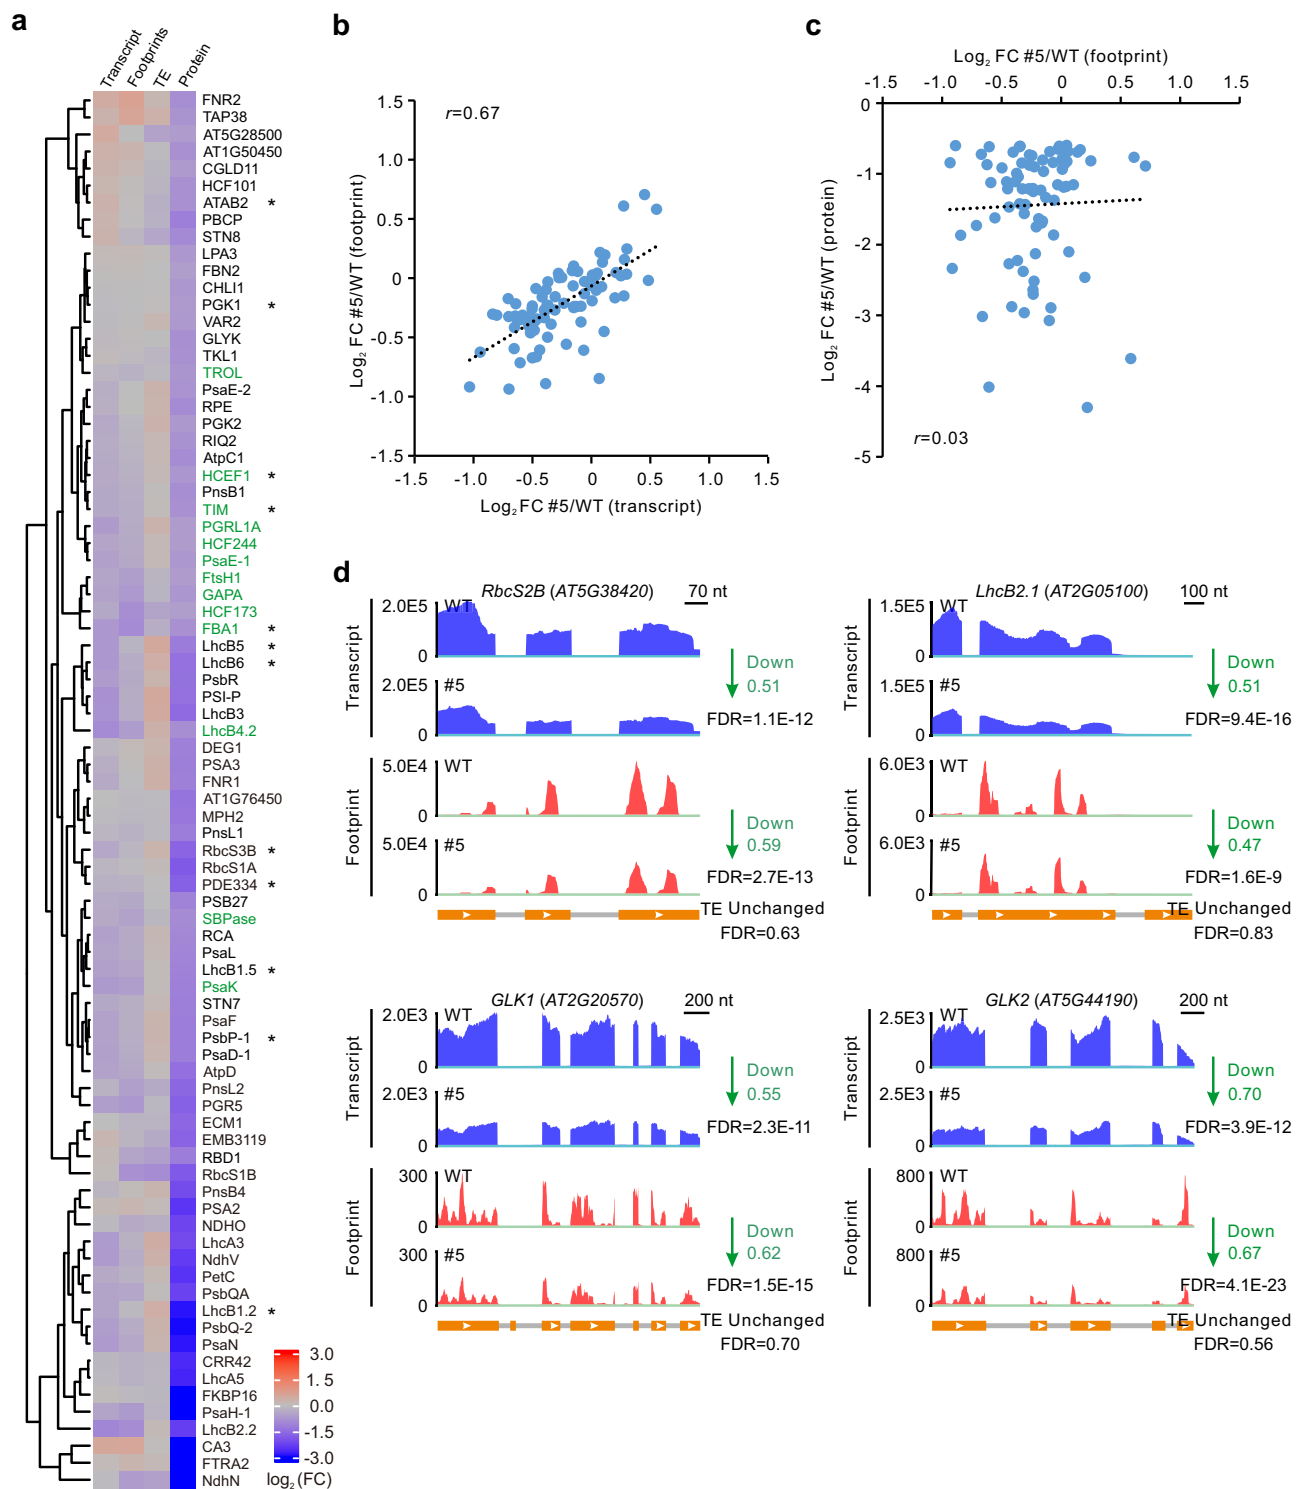 a
Transcript
Footprints
TE
Protein
FNR2
TAP38
AT5G28500
AT1G50450
CGLD11
HCF101
ATAB2 *
PBCP
STN8
LPA3
FBN2
CHLI1
PGK1 *
VAR2
GLYK
TKL1
TROL
PsaE-2
RPE
PGK2
RIQ2
AtpC1
HCEF1 *
PnsB1
TIM *
PGRL1A
HCF244
PsaE-1
FtsH1
GAPA
HCF173
FBA1 *
LhcB5 *
LhcB6 *
PsbR
PSI-P
LhcB3
LhcB4.2
DEG1
PSA3
FNR1
AT1G76450
MPH2
PnsL1
RbcS3B *
RbcS1A
PDE334 *
PSB27
SBPase
RCA
PsaL
LhcB1.5 *
PsaK
STN7
PsaF
PsbP-1 *
PsaD-1
AtpD
PnsL2
PGR5
ECM1
EMB3119
RBD1
RbcS1B
PnsB4
PSA2
NDHO
LhcA3
NdhV
PetC
PsbQA
LhcB1.2 *
PsbQ-2
PsaN
CRR42
LhcA5
FKBP16
PsaH-1
LhcB2.2
CA3
FTRA2
NdhN
3.0
1.5
0.0
-1.5
-3.0
log2 (FC)
b
r=0.67
Log2 FC #5/WT (footprint)
1.5
1.0
0.5
0
-0.5
-1.0
-1.5
-1.5 -1.0 -0.5 0 0.5 1.0 1.5
Log2 FC #5/WT (transcript)
c
Log2 FC #5/WT (footprint)
-1.5 -1.0 -0.5 0 0.5 1.0 1.5
0
-1
-2
-3
-4
-5
Log2 FC #5/WT (protein)
r=0.03
d
RbcS2B (AT5G38420) 70 nt
Transcript
2.0E5 WT
0
2.0E5 #5
0
Down
0.51
FDR=1.1E-12
Footprint
5.0E4 WT
0
5.0E4 #5
0
Down
0.59
FDR=2.7E-13
TE Unchanged
FDR=0.63
LhcB2.1 (AT2G05100) 100 nt
Transcript
1.5E5 WT
0
1.5E5 #5
0
Down
0.51
FDR=9.4E-16
Footprint
6.0E3 WT
0
6.0E3 #5
0
Down
0.47
FDR=1.6E-9
TE Unchanged
FDR=0.83
GLK1 (AT2G20570) 200 nt
Transcript
2.0E3 WT
0
2.0E3 #5
0
Down
0.55
FDR=2.3E-11
Footprint
300 WT
0
300 #5
0
Down
0.62
FDR=1.5E-15
TE Unchanged
FDR=0.70
GLK2 (AT5G44190) 200 nt
Transcript
2.5E3 WT
0
2.5E3 #5
0
Down
0.70
FDR=3.9E-12
Footprint
800 WT
0
800 #5
0
Down
0.67
FDR=4.1E-23
TE Unchanged
FDR=0.56